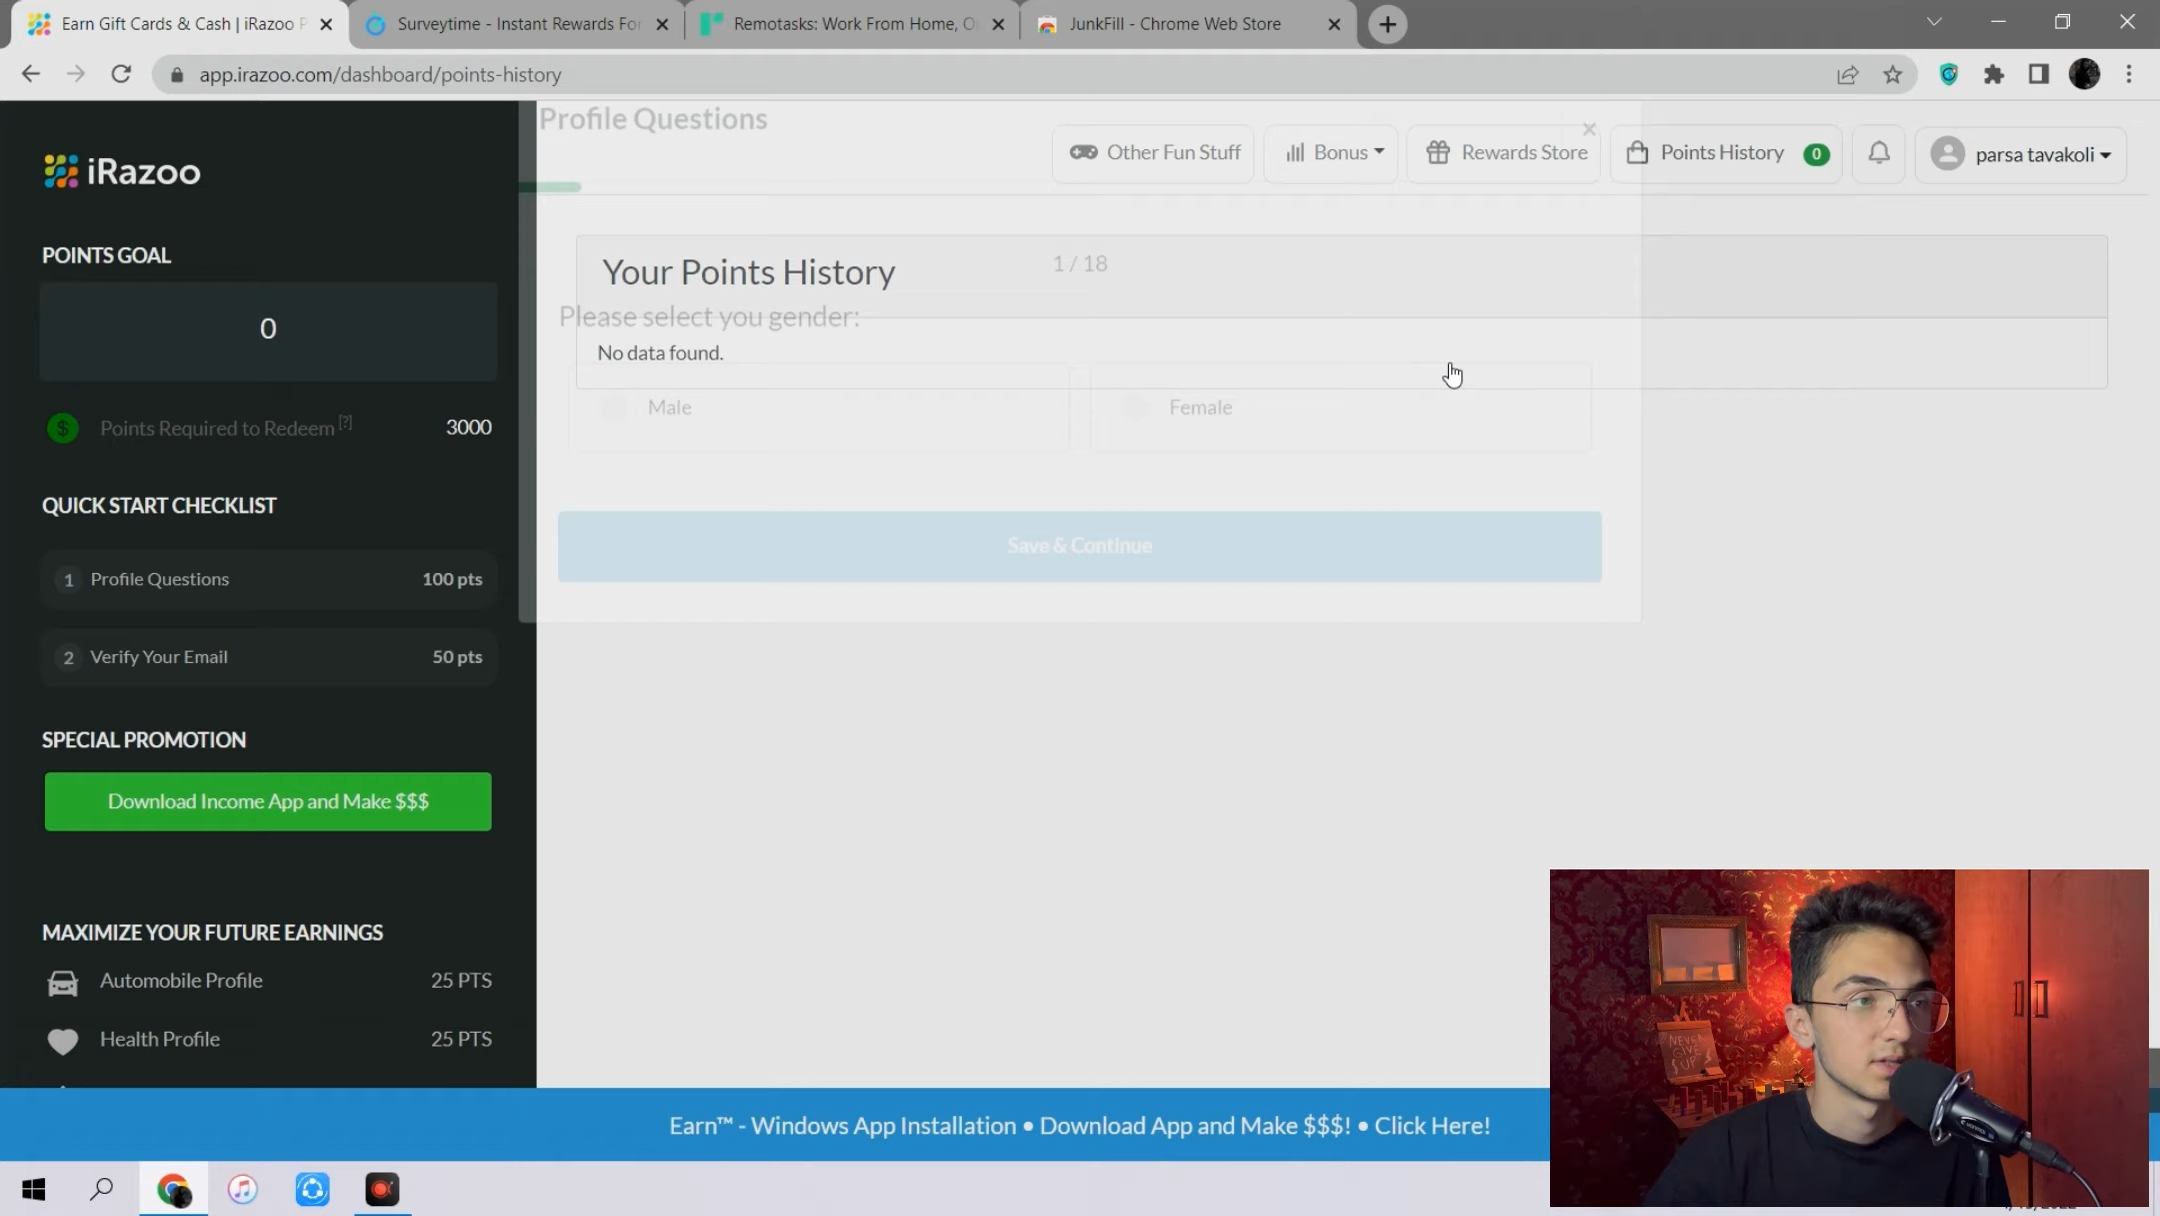 Earn Gift Cards & Cash | iRazoo P
Surveytime - Instant Rewards For
Remotasks: Work From Home, O
JunkFill - Chrome Web Store
app.irazoo.com/dashboard/points-history
iRazoo
POINTS GOAL
0
Points Required to Redeem [?] 3000
QUICK START CHECKLIST
1 Profile Questions 100 pts
2 Verify Your Email 50 pts
SPECIAL PROMOTION
Download Income App and Make $$$
MAXIMIZE YOUR FUTURE EARNINGS
Automobile Profile 25 PTS
Health Profile 25 PTS
Profile Questions
Other Fun Stuff
Bonus
Rewards Store
Points History 0
parsa tavakoli
Your Points History
1 / 18
Please select you gender:
No data found.
Male
Female
Save & Continue
NEVER
GIVE
UP
Earn™ - Windows App Installation • Download App and Make $$$! • Click Here!